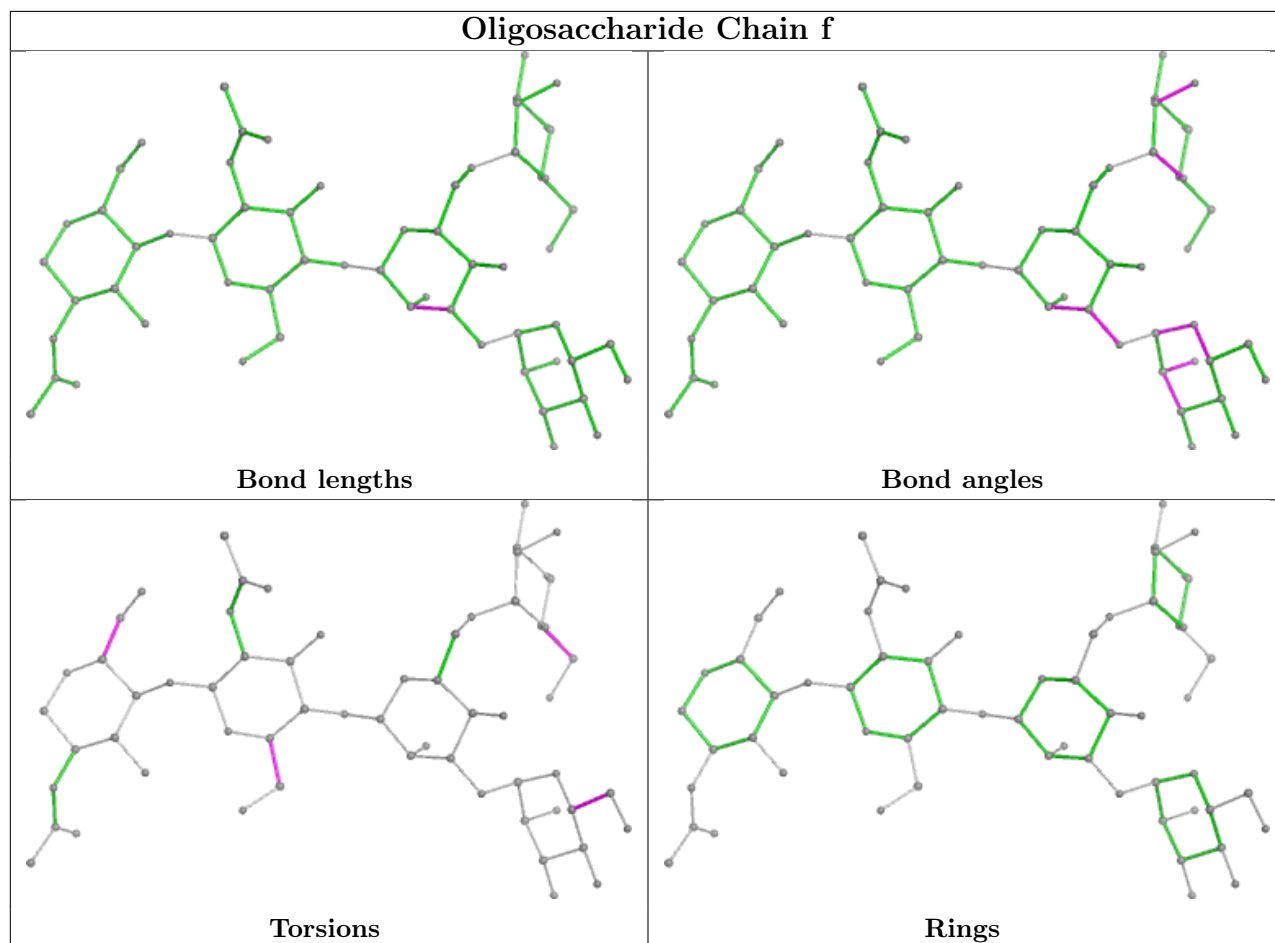 Oligosaccharide Chain f
Bond lengths
Bond angles
Torsions
Rings